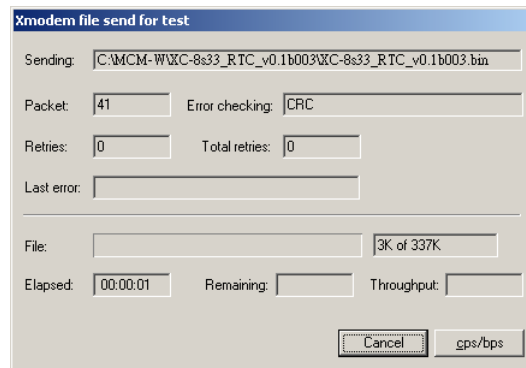 Xmodem file send for test
Sending: C:\MCM-W\XC-8s33_RTC_v0.1b003\XC-8s33_RTC_v0.1b003.bin
Packet: 41 Error checking: CRC
Retries: 0 Total retries: 0
Last error:
File: 3K of 337K
Elapsed: 00:00:01 Remaining: Throughput:
Cancel cps/bps